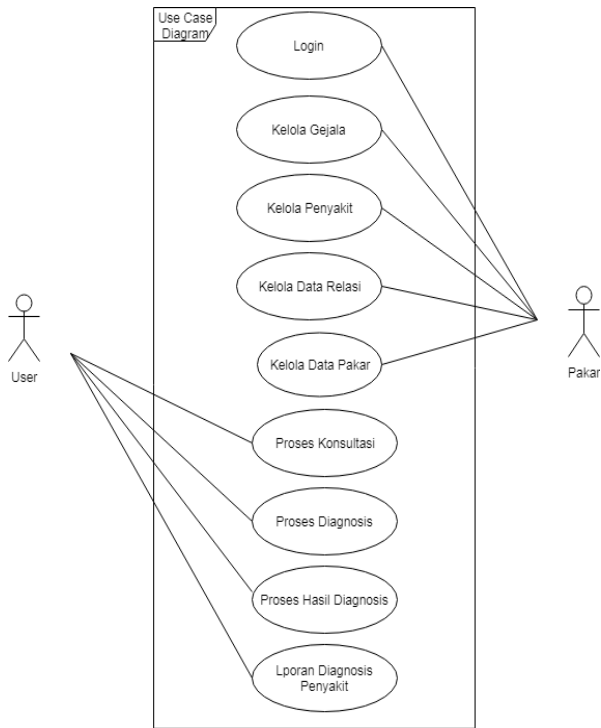 Use Case
Diagram
Login
Kelola Gejala
Kelola Penyakit
Kelola Data Relasi
Kelola Data Pakar
User
Pakar
Proses Konsultasi
Proses Diagnosis
Proses Hasil Diagnosis
Lporan Diagnosis
Penyakit